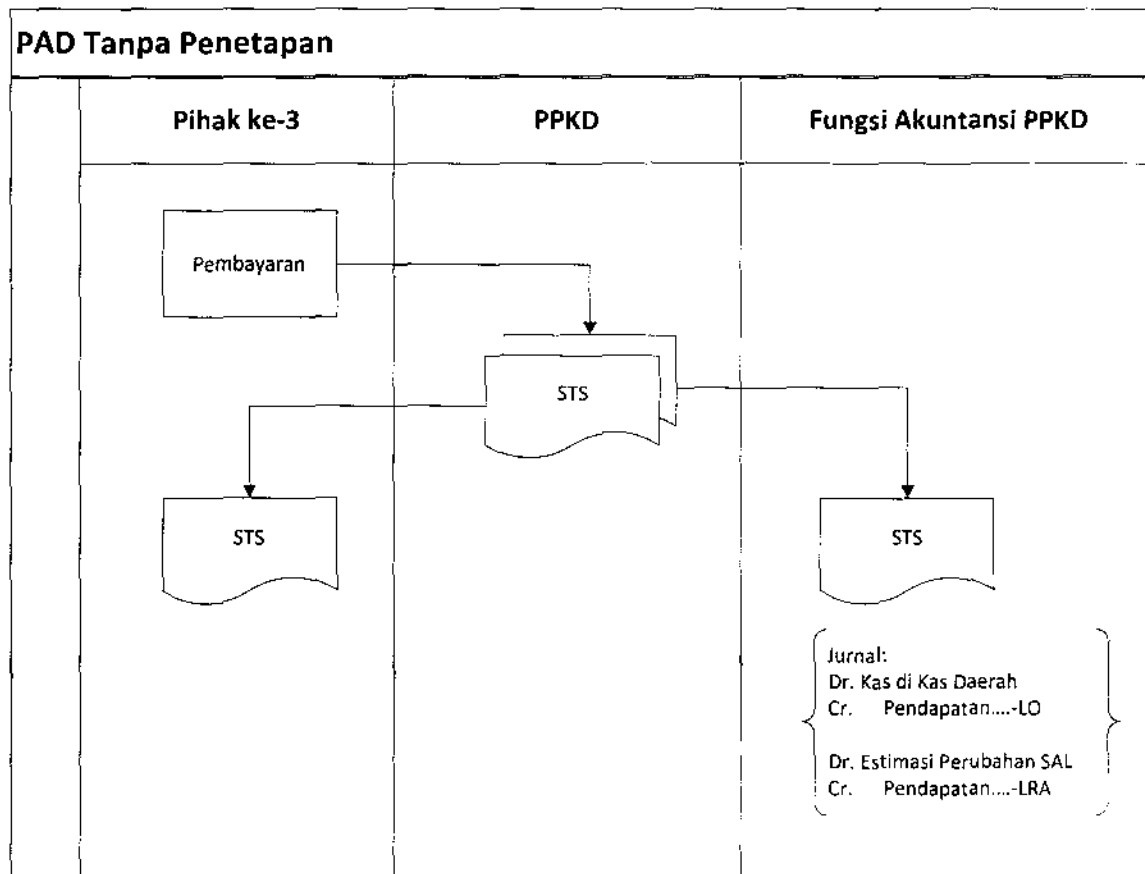 PAD Tanpa Penetapan
Pihak ke-3
PPKD
Fungsi Akuntansi PPKD
Pembayaran
STS
STS
STS
Jurnal:
Dr. Kas di Kas Daerah
Cr. Pendapatan....-LO
Dr. Estimasi Perubahan SAL
Cr. Pendapatan....-LRA